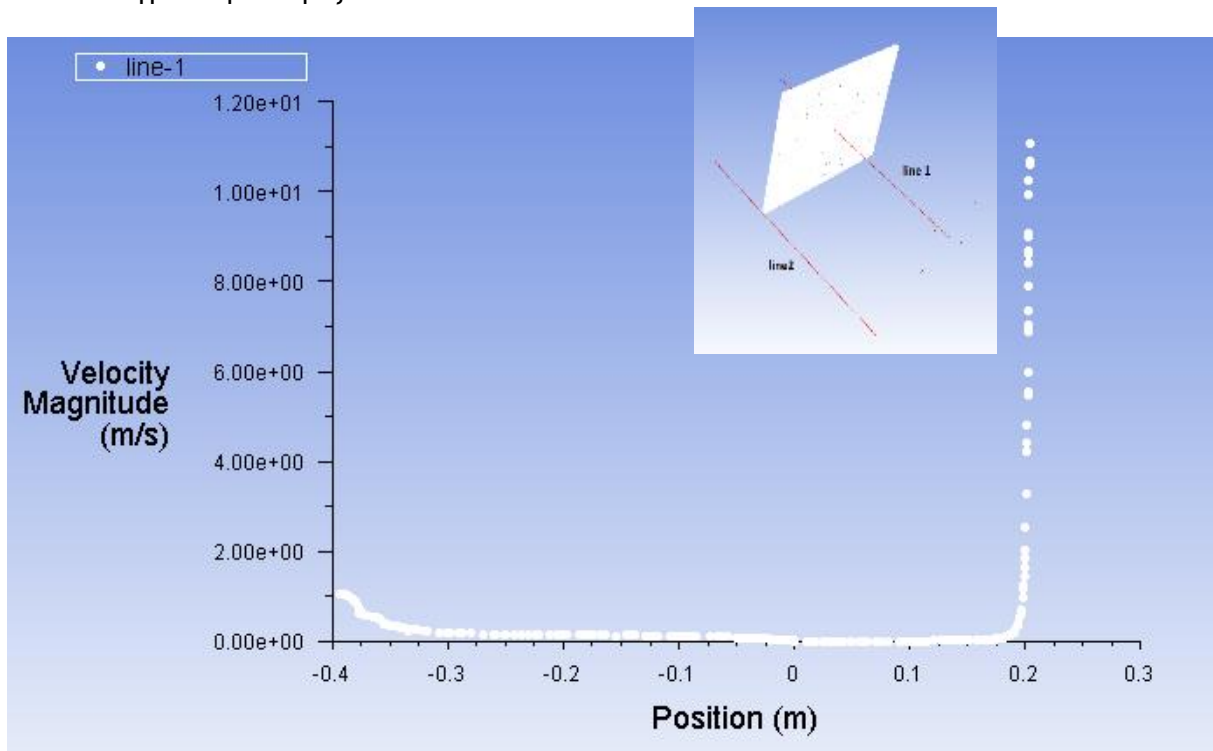 line-1
1.20e+01
1.00e+01
8.00e+00
6.00e+00
4.00e+00
2.00e+00
0.00e+00
Velocity
Magnitude
(m/s)
-0.4 -0.3 -0.2 -0.1 0 0.1 0.2 0.3
Position (m)
line 1
line2